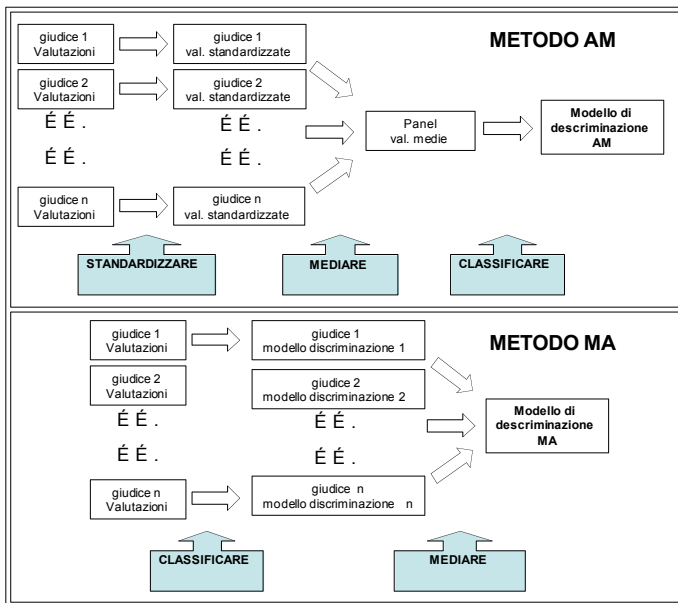 METODO AM
giudice 1
Valutazioni
giudice 1
val. standardizzate
giudice 2
Valutazioni
giudice 2
val. standardizzate
É É .
É É .
É É .
É É .
Panel
val. medie
Modello di
descriminazione
AM
giudice n
Valutazioni
giudice n
val. standardizzate
STANDARDIZZARE
MEDIARE
CLASSIFICARE
METODO MA
giudice 1
Valutazioni
giudice 1
modello discriminazione 1
giudice 2
Valutazioni
giudice 2
modello discriminazione 2
É É .
É É .
É É .
É É .
Modello di
descriminazione
MA
giudice n
Valutazioni
giudice n
modello discriminazione n
CLASSIFICARE
MEDIARE